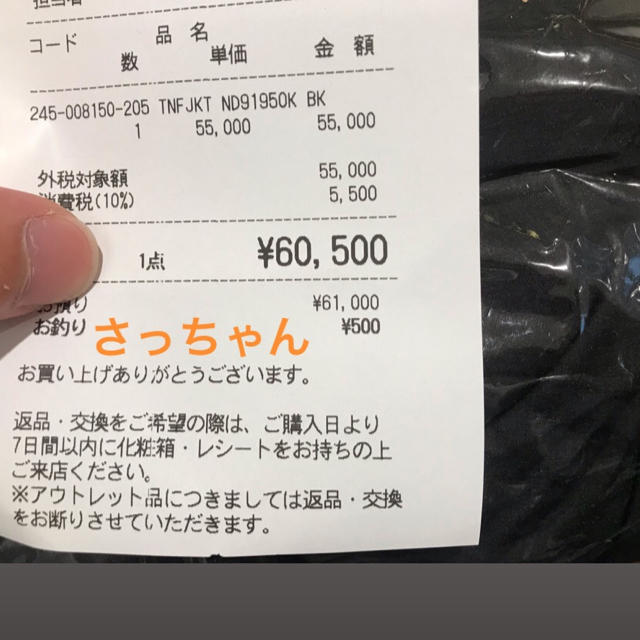 コード
品 名
数 単価 金 額
245-008150-205 TNFJKT ND91950K BK
1 55,000 55,000
外税対象額 55,000
消費税(10%) 5,500
1点 ¥60,500
お預り ¥61,000
お釣り ¥500
さっちゃん
お買い上げありがとうございます。
返品・交換をご希望の際は、ご購入日より
7日間以内に化粧箱・レシートをお持ちの上
ご来店ください。
※アウトレット品につきましては返品・交換
をお断りさせていただきます。